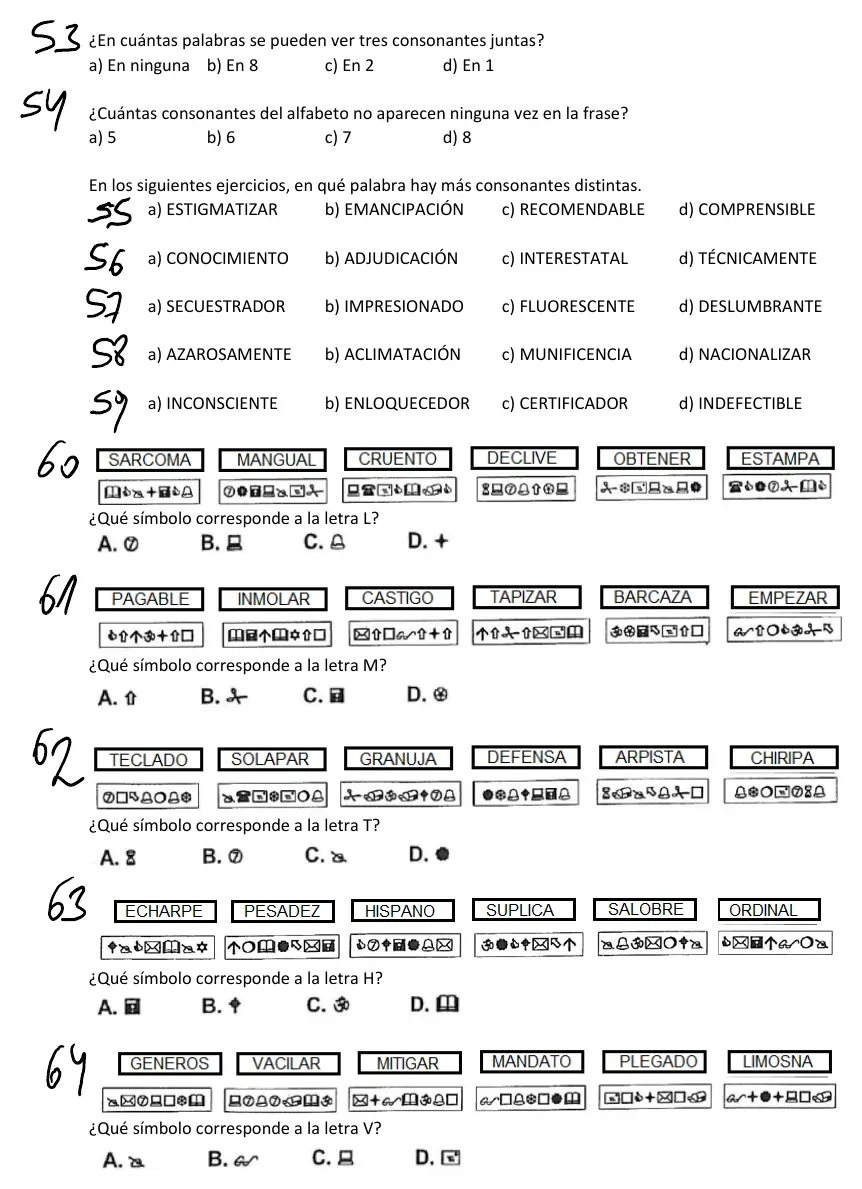 53 ¿En cuántas palabras se pueden ver tres consonantes juntas?
a) En ninguna b) En 8 c) En 2 d) En 1
54 ¿Cuántas consonantes del alfabeto no aparecen ninguna vez en la frase?
a) 5 b) 6 c) 7 d) 8
En los siguientes ejercicios, en qué palabra hay más consonantes distintas.
55 a) ESTIGMATIZAR b) EMANCIPACIÓN c) RECOMENDABLE d) COMPRENSIBLE
56 a) CONOCIMIENTO b) ADJUDICACIÓN c) INTERESTATAL d) TÉCNICAMENTE
57 a) SECUESTRADOR b) IMPRESIONADO c) FLUORESCENTE d) DESLUMBRANTE
58 a) AZAROSAMENTE b) ACLIMATACIÓN c) MUNIFICENCIA d) NACIONALIZAR
59 a) INCONSCIENTE b) ENLOQUECEDOR c) CERTIFICADOR d) INDEFECTIBLE
60 SARCOMA MANGUAL CRUENTO DECLIVE OBTENER ESTAMPA
¿Qué símbolo corresponde a la letra L?
A. B. C. D.
61 PAGABLE INMOLAR CASTIGO TAPIZAR BARCAZA EMPEZAR
¿Qué símbolo corresponde a la letra M?
A. B. C. D.
62 TECLADO SOLAPAR GRANUJA DEFENSA ARPISTA CHIRIPA
¿Qué símbolo corresponde a la letra T?
A. B. C. D.
63 ECHARPE PESADEZ HISPANO SUPLICA SALOBRE ORDINAL
¿Qué símbolo corresponde a la letra H?
A. B. C. D.
64 GENEROS VACILAR MITIGAR MANDATO PLEGADO LIMOSNA
¿Qué símbolo corresponde a la letra V?
A. B. C. D.